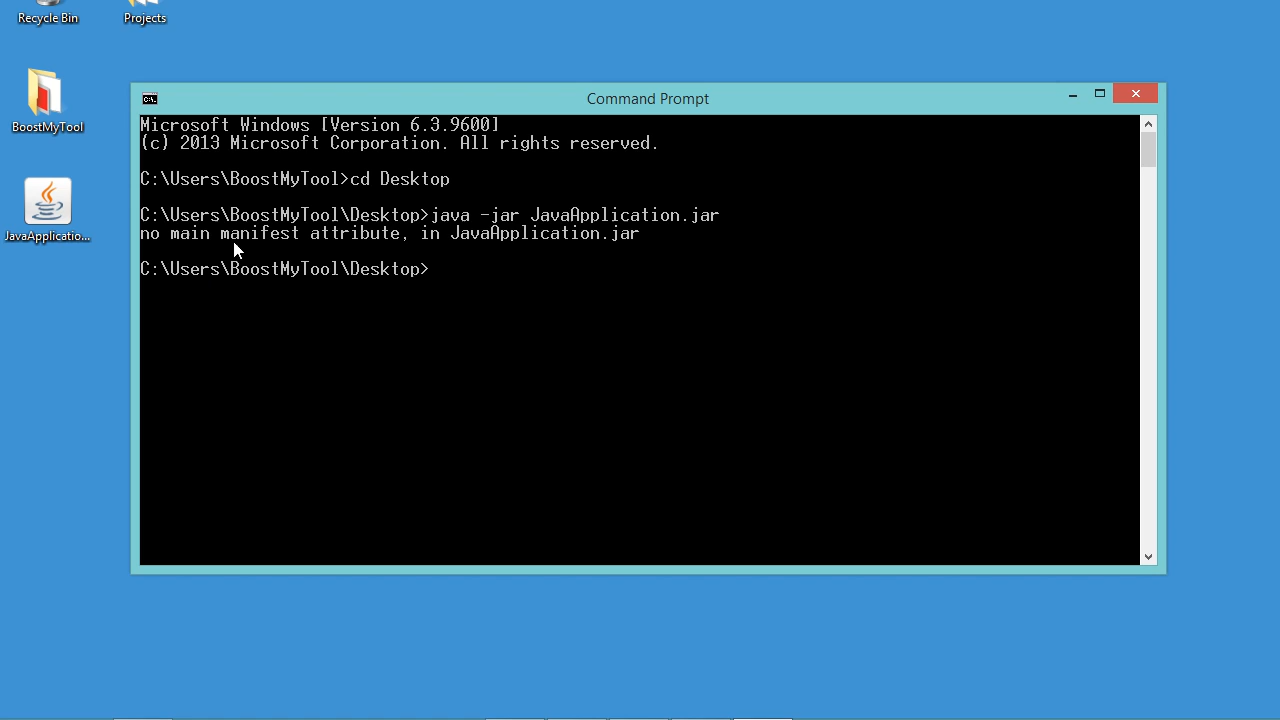 Recycle Bin
Projects
BoostMyTool
JavaApplicatio...
Command Prompt
C:\.
Microsoft Windows [Version 6.3.9600]
(c) 2013 Microsoft Corporation. All rights reserved.
C:\Users\BoostMyTool>cd Desktop
C:\Users\BoostMyTool\Desktop>java -jar JavaApplication.jar
no main manifest attribute, in JavaApplication.jar
C:\Users\BoostMyTool\Desktop>